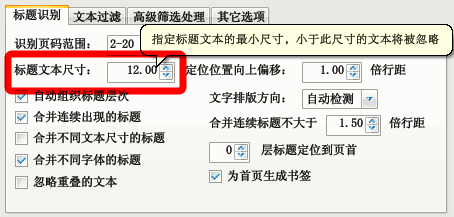 标题识别 文本过滤 高级筛选处理 其它选项
指定标题文本的最小尺寸，小于此尺寸的文本将被忽略
识别页码范围： 2-20
标题文本尺寸： 12.00 定位位置向上偏移： 1.00 倍行距
自动组织标题层次 文字排版方向： 自动检测
合并连续出现的标题 合并连续标题不大于 1.50 倍行距
合并不同文本尺寸的标题
合并不同字体的标题 0 层标题定位到页首
忽略重叠的文本 为首页生成书签